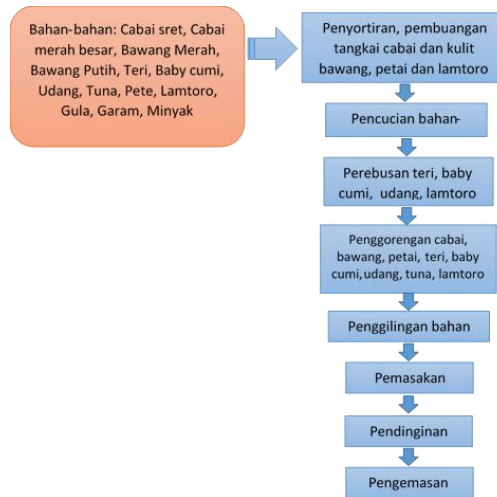 Bahan-bahan: Cabai sret, Cabai
merah besar, Bawang Merah,
Bawang Putih, Teri, Baby cumi,
Udang, Tuna, Pete, Lamtoro,
Gula, Garam, Minyak
Penyortiran, pembuangan
tangkai cabai dan kulit
bawang, petai dan lamtoro
Pencucian bahan-
Perebusan teri, baby
cumi, udang, lamtoro
Penggorengan cabai,
bawang, petai, teri, baby
cumi,udang, tuna, lamtoro
Penggilingan bahan
Pemasakan
Pendinginan
Pengemasan